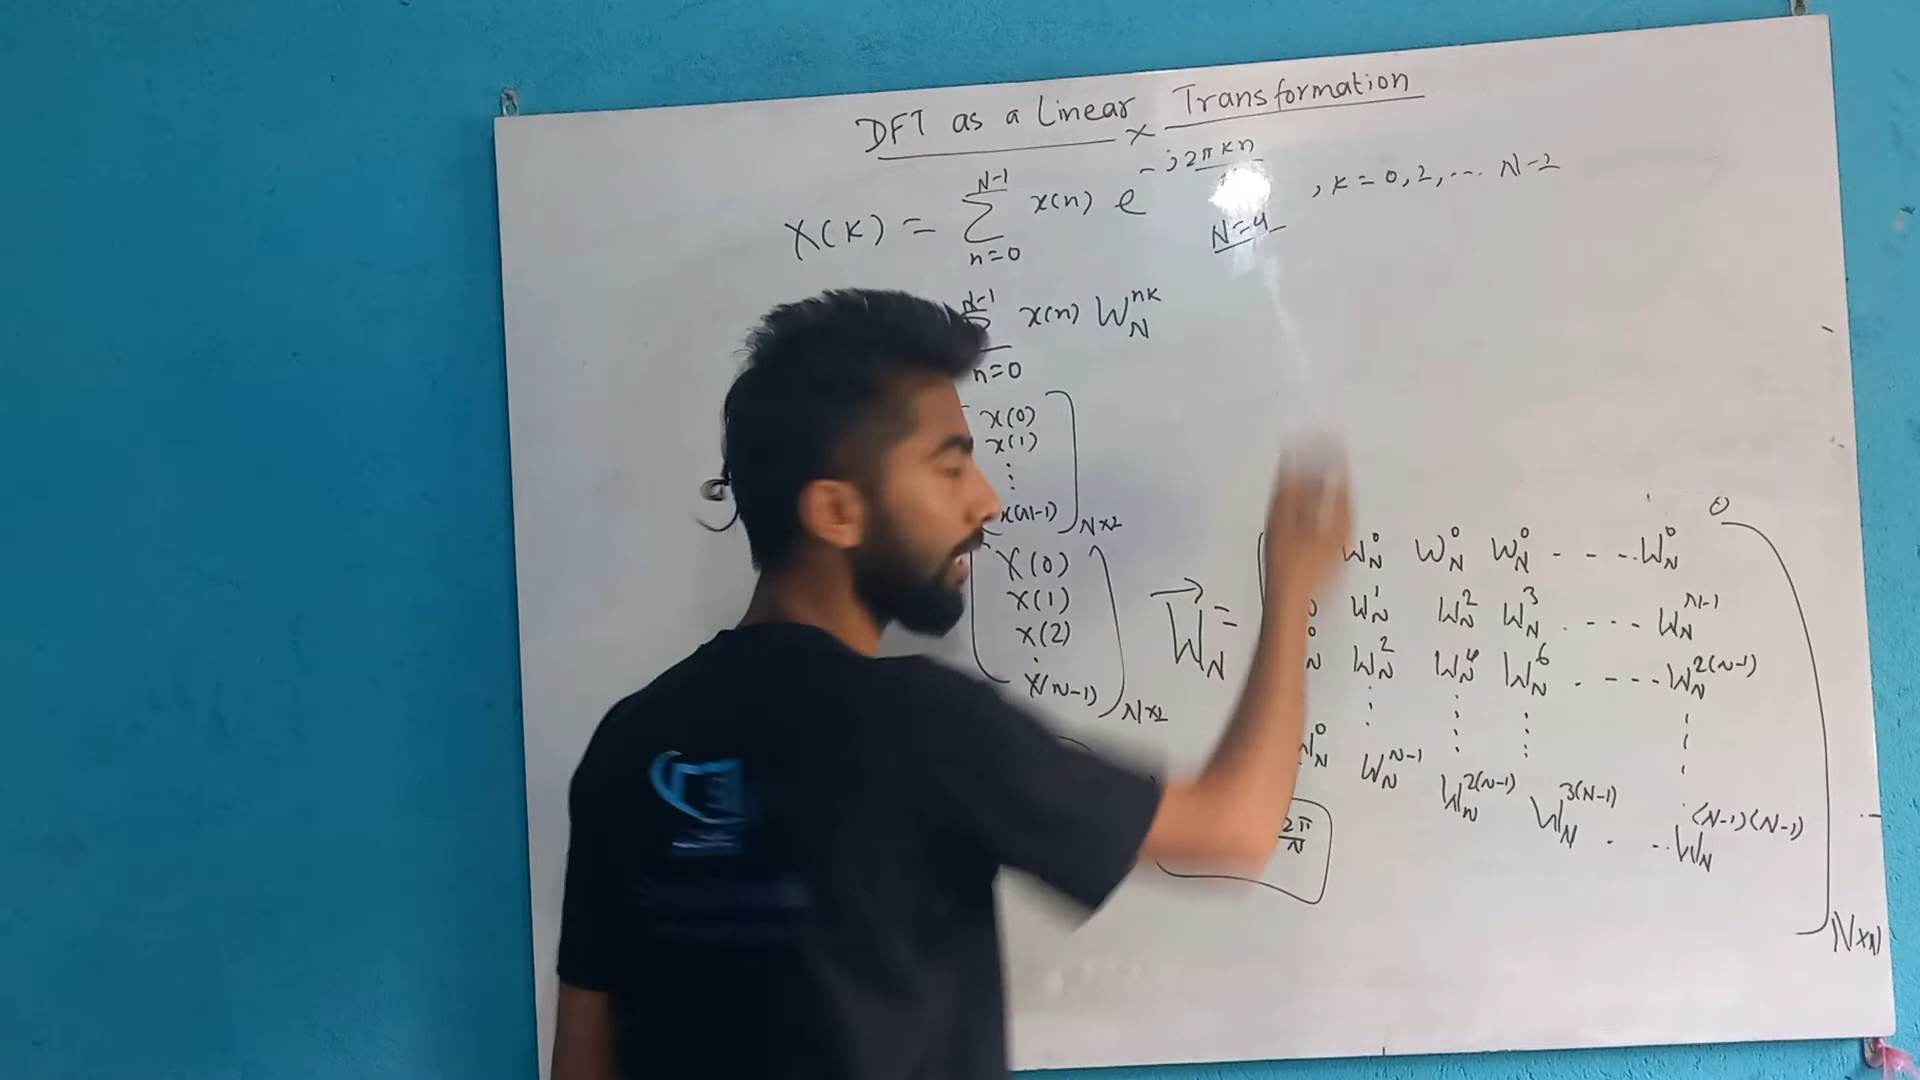 DFT as a Linear Transformation
X(K) = N-1 Σ n=0 x(n) e -j2πKn , K = 0, 2, ... N-2
N=4
N-1 n=0 x(n) W_N^nk
x(0)
x(1)
⋮
x(N-1) N×1
X(0)
X(1)
X(2)
⋮
X(N-1) N×1
W_N =
W_N^0 W_N^0 W_N^0 - - - . W_N^0
W_N^1 W_N^2 W_N^3 . - - - W_N^N-1
W_N^2 W_N^4 W_N^6 . - - - W_N^2(N-1)
W_N^0 W_N^N-1 W_N^2(N-1) W_N^3(N-1) . - .. W_N^(N-1)(N-1)
N×N
2π/N